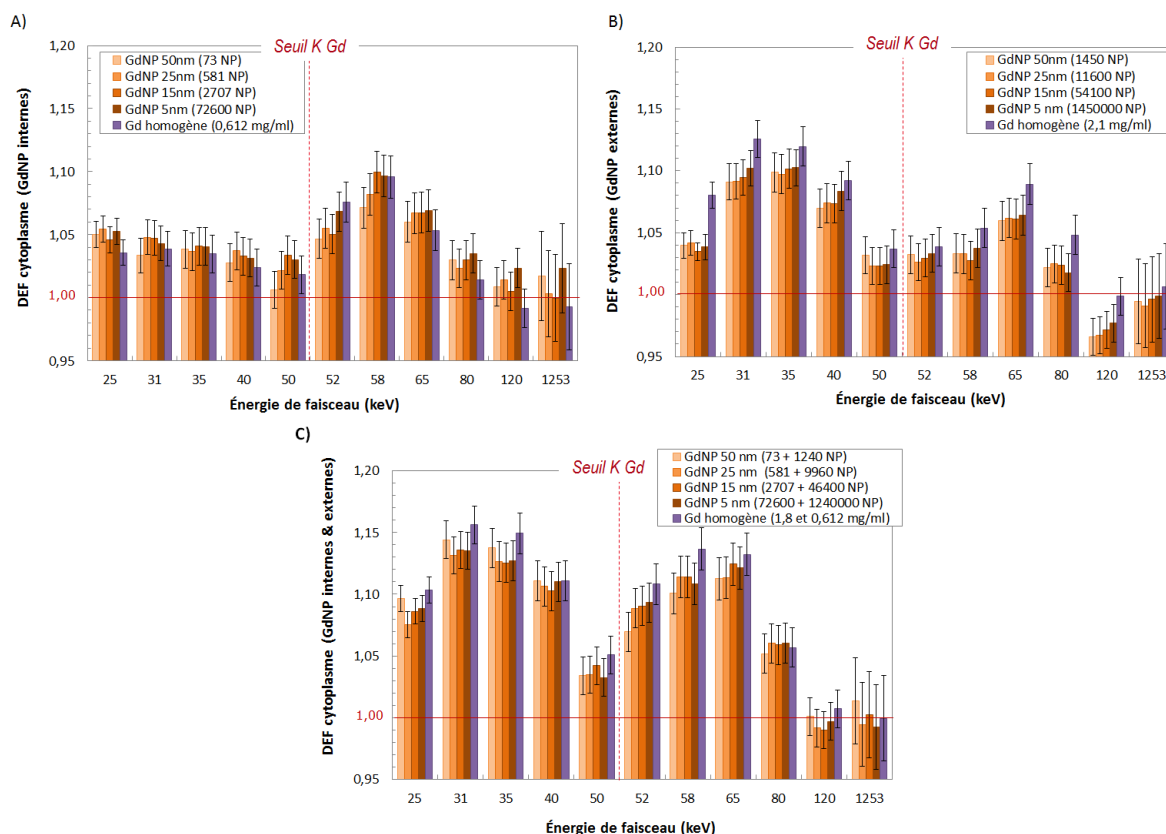 A)
Seuil K Gd
1,20
1,15
1,10
1,05
1,00
0,95
DEF cytoplasme (GdNP internes)
GdNP 50nm (73 NP)
GdNP 25nm (581 NP)
GdNP 15nm (2707 NP)
GdNP 5nm (72600 NP)
Gd homogène (0,612 mg/ml)
25 31 35 40 50 52 58 65 80 120 1253
Énergie de faisceau (keV)
B)
Seuil K Gd
1,20
1,15
1,10
1,05
1,00
0,95
DEF cytoplasme (GdNP externes)
GdNP 50nm (1450 NP)
GdNP 25nm (11600 NP)
GdNP 15nm (54100 NP)
GdNP 5 nm (1450000 NP)
Gd homogène (2,1 mg/ml)
25 31 35 40 50 52 58 65 80 120 1253
Énergie de faisceau (keV)
C)
Seuil K Gd
1,20
1,15
1,10
1,05
1,00
0,95
DEF cytoplasme (GdNP internes & externes)
GdNP 50 nm (73 + 1240 NP)
GdNP 25 nm (581 + 9960 NP)
GdNP 15 nm (2707 + 46400 NP)
GdNP 5 nm (72600 + 1240000 NP)
Gd homogène (1,8 et 0,612 mg/ml)
25 31 35 40 50 52 58 65 80 120 1253
Énergie de faisceau (keV)